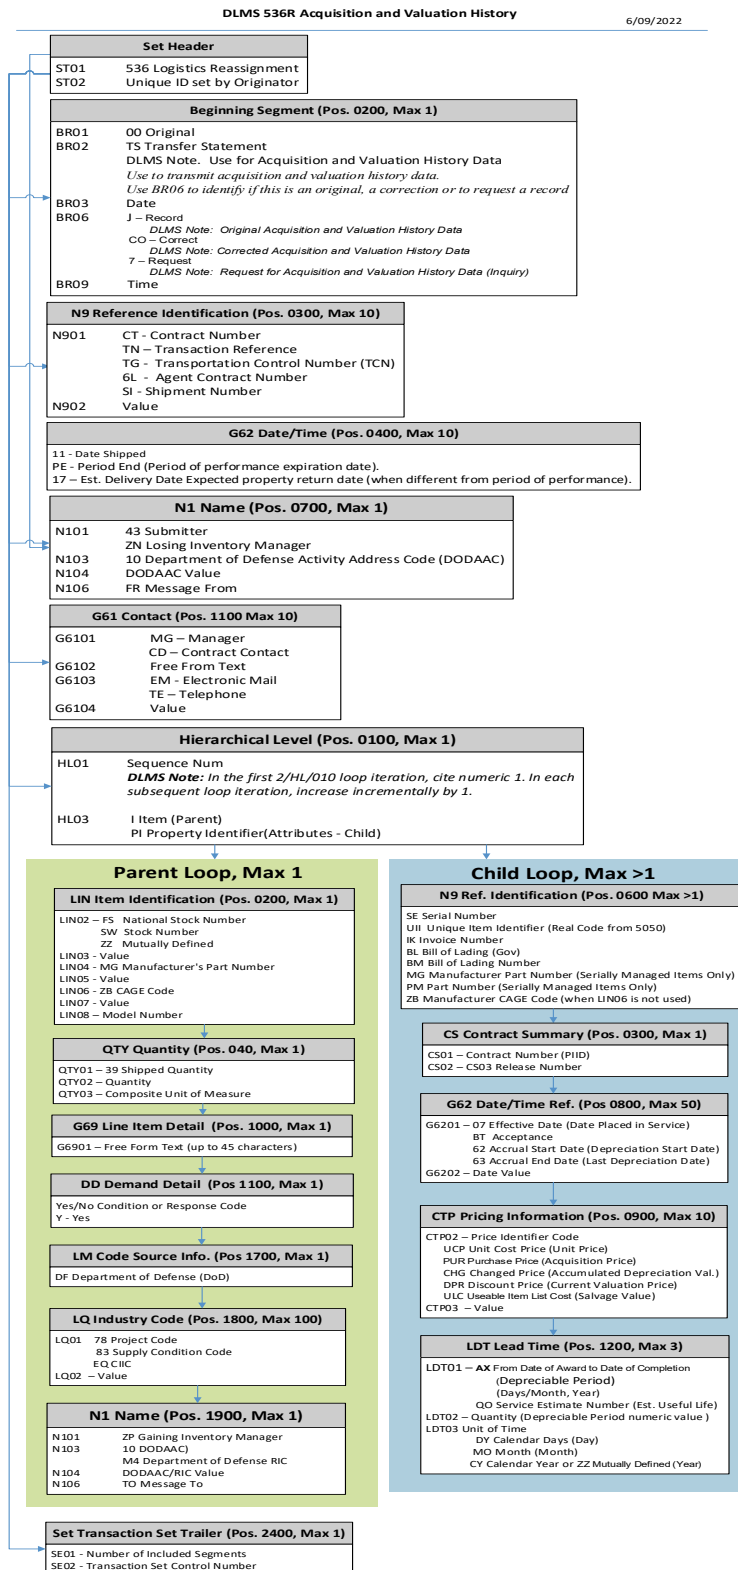 DLMS 536R Acquisition and Valuation History
6/09/2022
Set Header
ST01 536 Logistics Reassignment
ST02 Unique ID set by Originator
Beginning Segment (Pos. 0200, Max 1)
BR01 00 Original
BR02 TS Transfer Statement
DLMS Note. Use for Acquisition and Valuation History Data
Use to transmit acquisition and valuation history data.
Use BR06 to identify if this is an original, a correction or to request a record
BR03 Date
BR06 J – Record
DLMS Note: Original Acquisition and Valuation History Data
CO – Correct
DLMS Note: Corrected Acquisition and Valuation History Data
7 – Request
DLMS Note: Request for Acquisition and Valuation History Data (Inquiry)
BR09 Time
N9 Reference Identification (Pos. 0300, Max 10)
N901 CT - Contract Number
TN – Transaction Reference
TG - Transportation Control Number (TCN)
6L - Agent Contract Number
SI - Shipment Number
N902 Value
G62 Date/Time (Pos. 0400, Max 10)
11 - Date Shipped
PE - Period End (Period of performance expiration date).
17 – Est. Delivery Date Expected property return date (when different from period of performance).
N1 Name (Pos. 0700, Max 1)
N101 43 Submitter
ZN Losing Inventory Manager
N103 10 Department of Defense Activity Address Code (DODAAC)
N104 DODAAC Value
N106 FR Message From
G61 Contact (Pos. 1100 Max 10)
G6101 MG – Manager
CD – Contract Contact
G6102 Free From Text
G6103 EM - Electronic Mail
TE – Telephone
G6104 Value
Hierarchical Level (Pos. 0100, Max 1)
HL01 Sequence Num
DLMS Note: In the first 2/HL/010 loop iteration, cite numeric 1. In each
subsequent loop iteration, increase incrementally by 1.
HL03 I Item (Parent)
PI Property Identifier(Attributes - Child)
Parent Loop, Max 1
LIN Item Identification (Pos. 0200, Max 1)
LIN02 – FS National Stock Number
SW Stock Number
ZZ Mutually Defined
LIN03 - Value
LIN04 - MG Manufacturer's Part Number
LIN05 - Value
LIN06 - ZB CAGE Code
LIN07 - Value
LIN08 – Model Number
QTY Quantity (Pos. 040, Max 1)
QTY01 – 39 Shipped Quantity
QTY02 – Quantity
QTY03 – Composite Unit of Measure
G69 Line Item Detail (Pos. 1000, Max 1)
G6901 – Free Form Text (up to 45 characters)
DD Demand Detail (Pos 1100, Max 1)
Yes/No Condition or Response Code
Y - Yes
LM Code Source Info. (Pos 1700, Max 1)
DF Department of Defense (DoD)
LQ Industry Code (Pos. 1800, Max 100)
LQ01 78 Project Code
83 Supply Condition Code
EQ CIIC
LQ02 – Value
N1 Name (Pos. 1900, Max 1)
N101 ZP Gaining Inventory Manager
N103 10 DODAAC)
M4 Department of Defense RIC
N104 DODAAC/RIC Value
N106 TO Message To
Child Loop, Max >1
N9 Ref. Identification (Pos. 0600 Max >1)
SE Serial Number
UII Unique Item Identifier (Real Code from 5050)
IK Invoice Number
BL Bill of Lading (Gov)
BM Bill of Lading Number
MG Manufacturer Part Number (Serially Managed Items Only)
PM Part Number (Serially Managed Items Only)
ZB Manufacturer CAGE Code (when LIN06 is not used)
CS Contract Summary (Pos. 0300, Max 1)
CS01 – Contract Number (PIID)
CS02 – CS03 Release Number
G62 Date/Time Ref. (Pos 0800, Max 50)
G6201 – 07 Effective Date (Date Placed in Service)
BT Acceptance
62 Accrual Start Date (Depreciation Start Date)
63 Accrual End Date (Last Depreciation Date)
G6202 – Date Value
CTP Pricing Information (Pos. 0900, Max 10)
CTP02 – Price Identifier Code
UCP Unit Cost Price (Unit Price)
PUR Purchase Price (Acquisition Price)
CHG Changed Price (Accumulated Depreciation Val.)
DPR Discount Price (Current Valuation Price)
ULC Useable Item List Cost (Salvage Value)
CTP03 – Value
LDT Lead Time (Pos. 1200, Max 3)
LDT01 – AX From Date of Award to Date of Completion
(Depreciable Period)
(Days/Month, Year)
QO Service Estimate Number (Est. Useful Life)
LDT02 – Quantity (Depreciable Period numeric value )
LDT03 Unit of Time
DY Calendar Days (Day)
MO Month (Month)
CY Calendar Year or ZZ Mutually Defined (Year)
Set Transaction Set Trailer (Pos. 2400, Max 1)
SE01 - Number of Included Segments
SE02 - Transaction Set Control Number